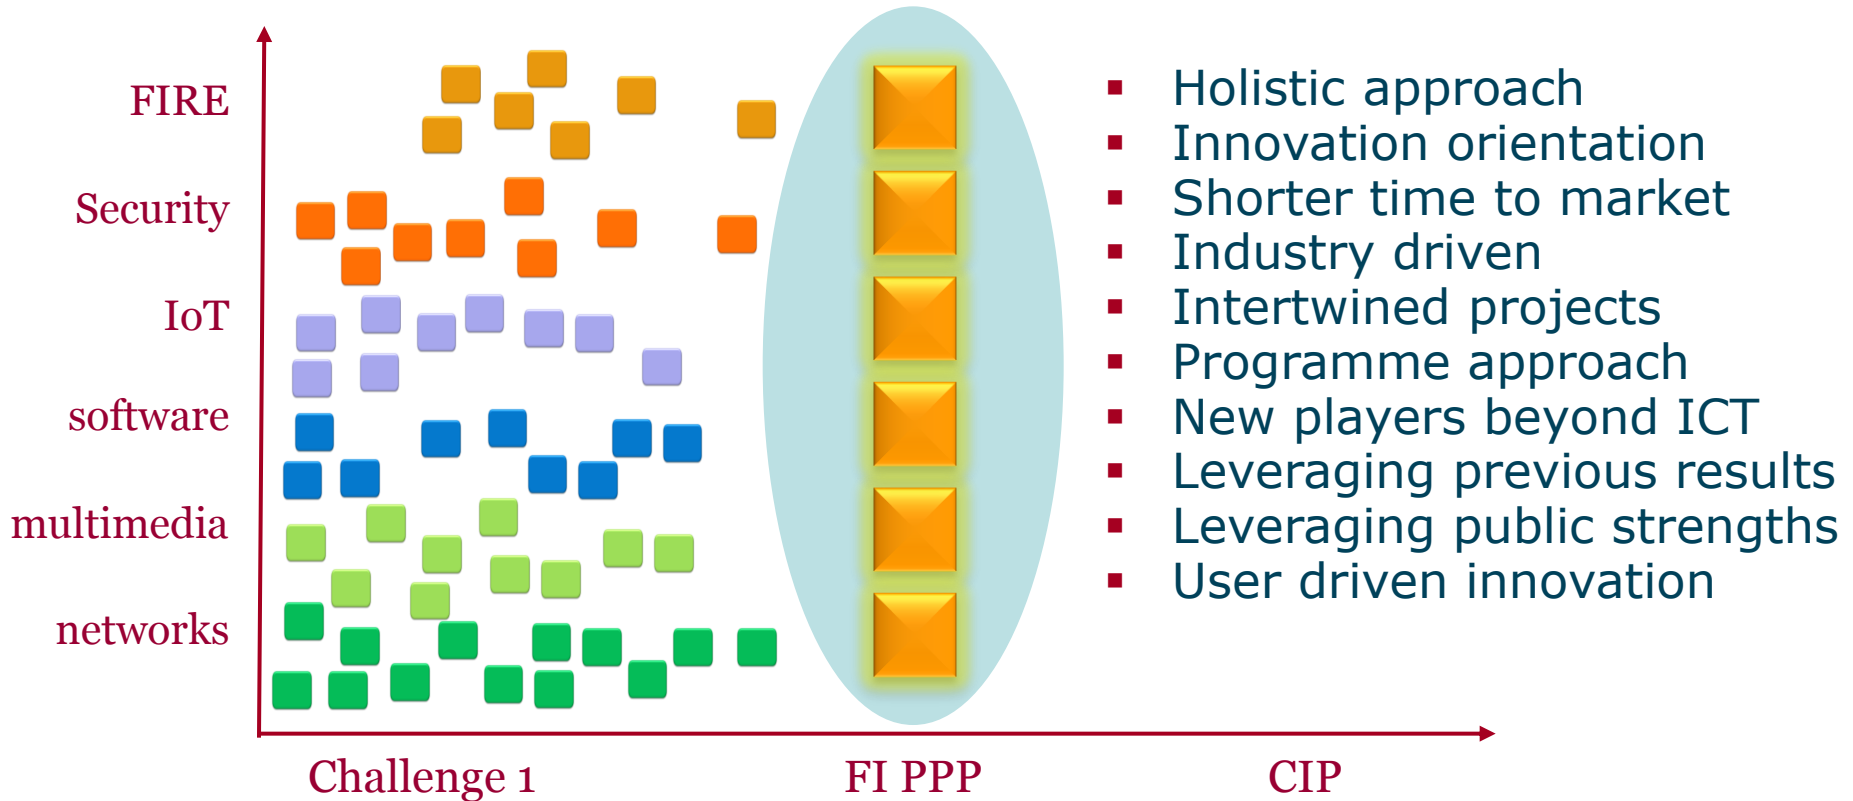 FIRE
Security
IoT
software
multimedia
networks
Challenge 1
FI PPP
CIP
▪ Holistic approach
▪ Innovation orientation
▪ Shorter time to market
▪ Industry driven
▪ Intertwined projects
▪ Programme approach
▪ New players beyond ICT
▪ Leveraging previous results
▪ Leveraging public strengths
▪ User driven innovation